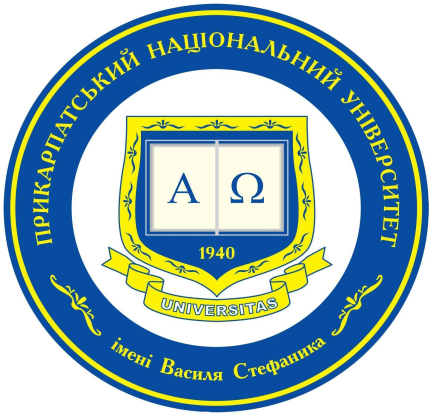 ПРИКАРПАТСЬКИЙ НАЦІОНАЛЬНИЙ УНІВЕРСИТЕТ
Α Ω
1940
UNIVERSITAS
імені Василя Стефаника